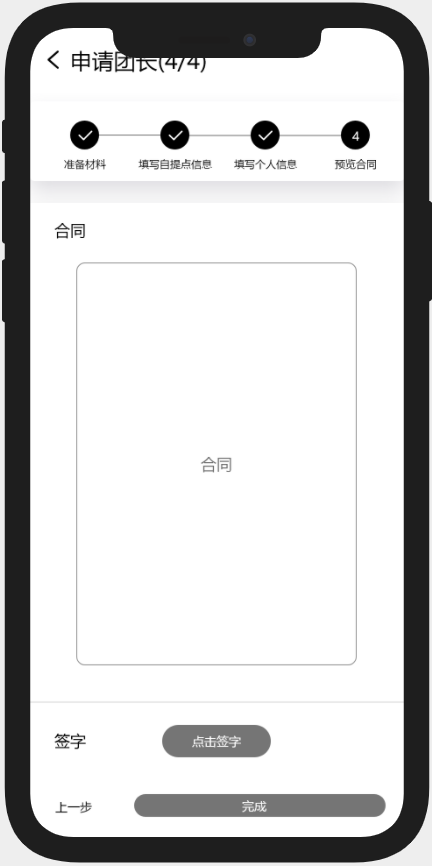 申请团长(4/4)
4
准备材料 填写自提点信息 填写个人信息 预览合同
合同
合同
签字 点击签字
上一步 完成